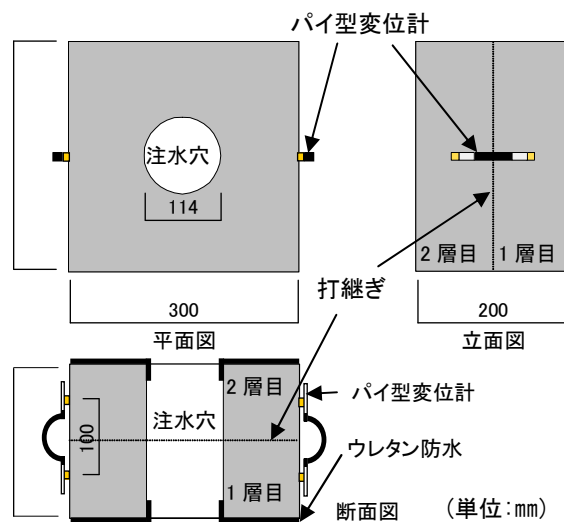 パイ型変位計
注水穴
114
2層目
1層目
300
打継ぎ
200
平面図
立面図
2層目
パイ型変位計
注水穴
100
ウレタン防水
1層目
断面図
(単位:mm)